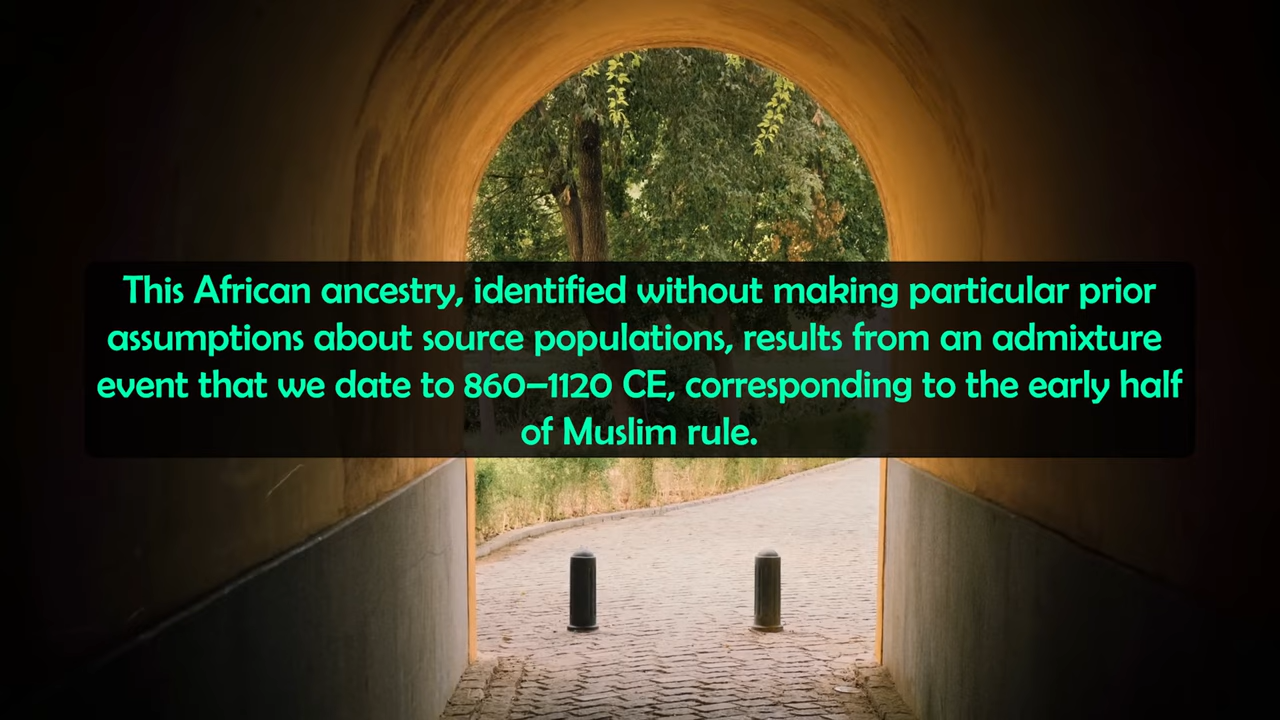 This African ancestry, identified without making particular prior
assumptions about source populations, results from an admixture
event that we date to 860–1120 CE, corresponding to the early half
of Muslim rule.